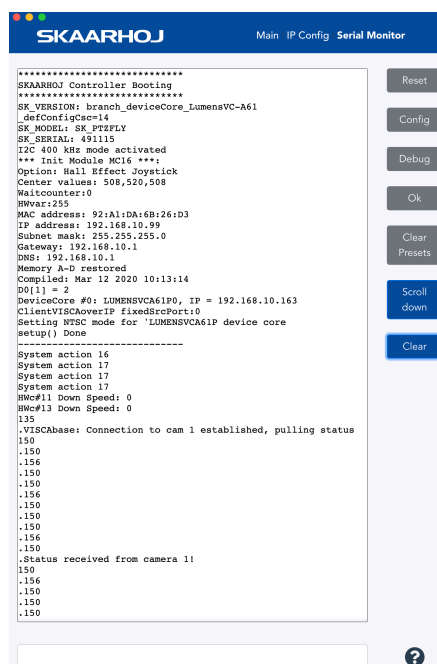 SKAARHOJ
Main IP Config Serial Monitor
*****************************
SKAARHOJ Controller Booting
*****************************
SK_VERSION: branch_deviceCore_LumensVC-A61
_defConfigCsc=14
SK_MODEL: SK_PTZFLY
SK_SERIAL: 491115
I2C 400 kHz mode activated
*** Init Module MC16 ***:
Option: Hall Effect Joystick
Center values: 508,520,508
Waitcounter:0
HWvar:255
MAC address: 92:A1:DA:6B:26:D3
IP address: 192.168.10.99
Subnet mask: 255.255.255.0
Gateway: 192.168.10.1
DNS: 192.168.10.1
Memory A-D restored
Compiled: Mar 12 2020 10:13:14
D0[1] = 2
DeviceCore #0: LUMENSVCA61P0, IP = 192.168.10.163
ClientVISCAoverIP fixedSrcPort:0
Setting NTSC mode for 'LUMENSVCA61P device core
setup() Done
-----------------------------
System action 16
System action 17
System action 17
System action 17
HWc#11 Down Speed: 0
HWc#13 Down Speed: 0
135
.VISCAbase: Connection to cam 1 established, pulling status
150
.150
.156
.150
.150
.156
.150
.150
.156
.150
.Status received from camera 1!
150
.156
.150
.150
.150
Reset
Config
Debug
Ok
Clear
Presets
Scroll
down
Clear
?